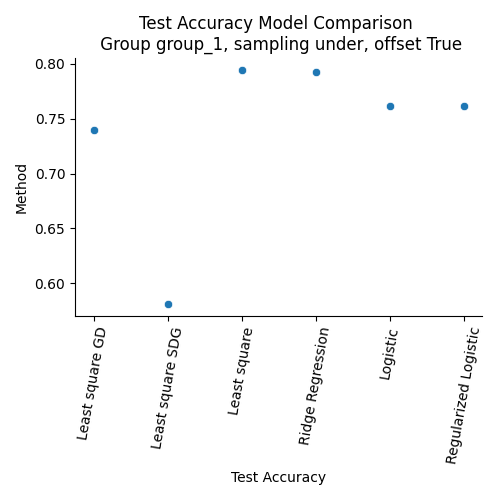 Test Accuracy Model Comparison
Group group_1, sampling under, offset True
0.80
0.75
0.70
0.65
0.60
Method
Least square GD
Least square SDG
Least square
Ridge Regression
Logistic
Regularized Logistic
Test Accuracy